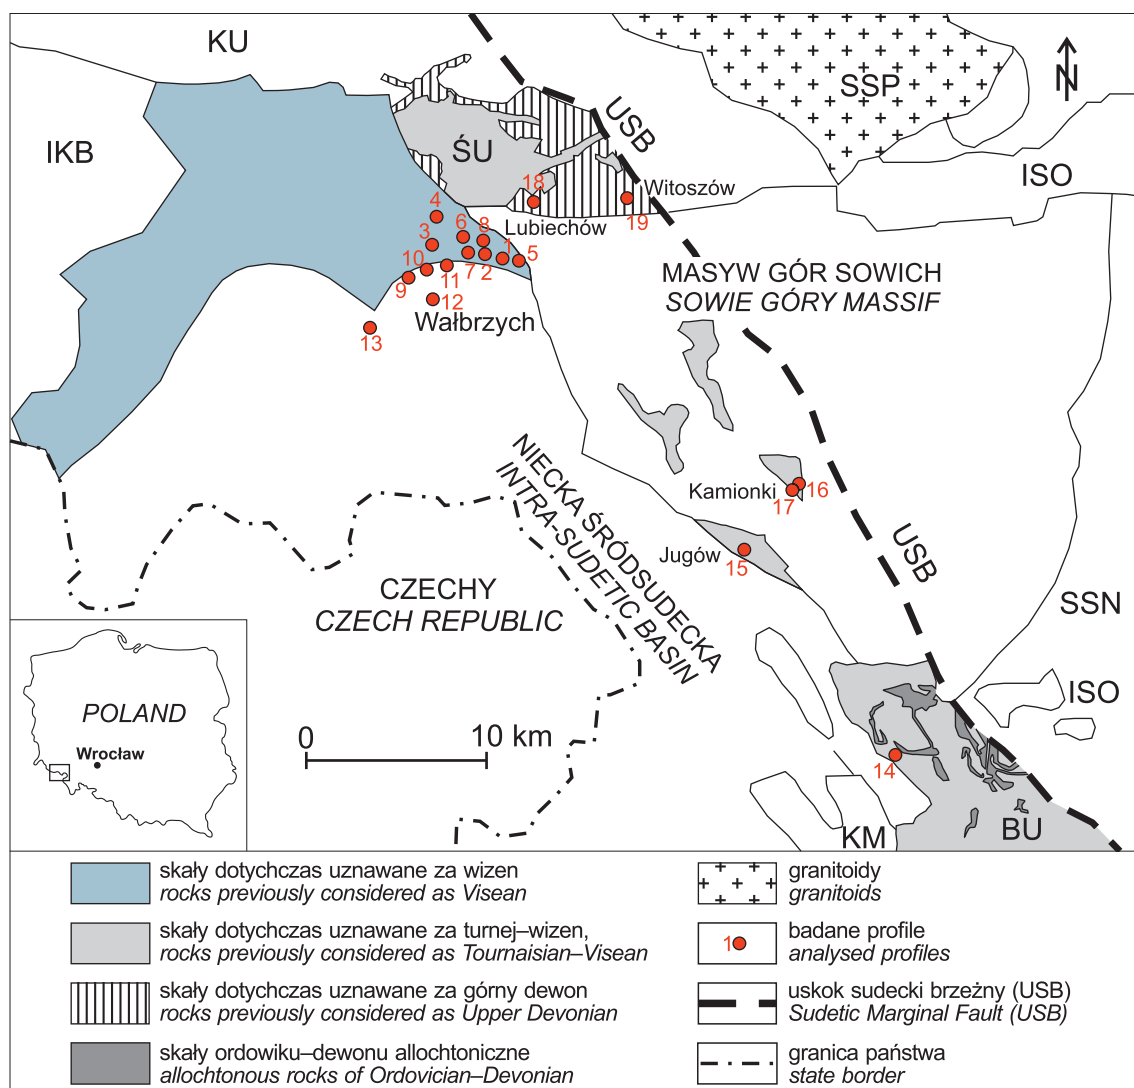 KU
SSP
N
IKB
ŚU
USB
ISO
18
Witoszów
4
19
Lubiechów
6
8
3
1
5
10
7
2
11
9
12
MASYW GÓR SOWICH
SOWIE GÓRY MASSIF
Wałbrzych
13
NIECKA ŚRÓDSUDECKA
INTRA-SUDETIC BASIN
Kamionki
16
17
USB
Jugów
15
CZECHY
CZECH REPUBLIC
SSN
ISO
POLAND
Wrocław
0
10 km
14
KM
BU
skały dotychczas uznawane za wizen
rocks previously considered as Visean
skały dotychczas uznawane za turnej–wizen,
rocks previously considered as Tournaisian–Visean
skały dotychczas uznawane za górny dewon
rocks previously considered as Upper Devonian
skały ordowiku–dewonu allochtoniczne
allochtonous rocks of Ordovician–Devonian
granitoidy
granitoids
1
badane profile
analysed profiles
uskok sudecki brzeżny (USB)
Sudetic Marginal Fault (USB)
granica państwa
state border